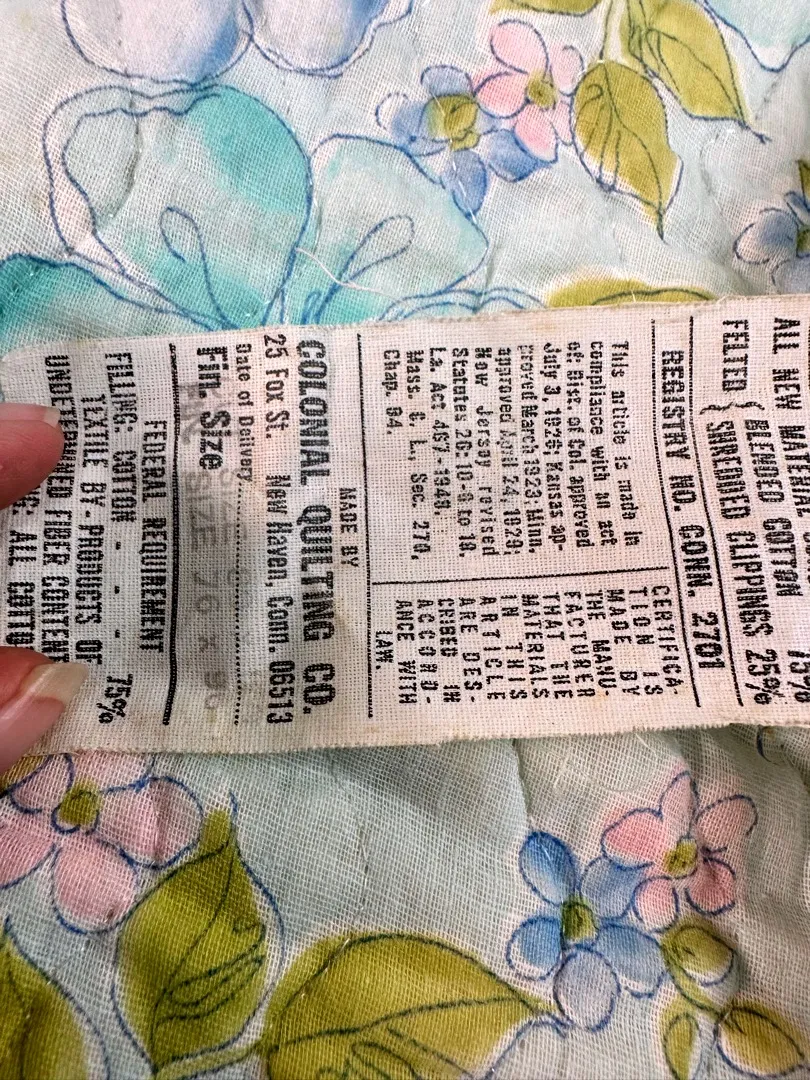 ALL NEW MATERIAL
FELTED { BLENDED COTTON 75%
SHREDDED CLIPPINGS 25%
REGISTRY NO. CONN. 2701
This article is made in
compliance with an act
of Dist. of Col. approved
July 3, 1926; Kansas ap-
proved March 1923; Minn.
approved April 24, 1929;
New Jersey revised
Statutes 26:10-6 to 18.
La. Act 467-1948.
Mass. G. L., Sec. 270,
Chap. 94.
CERTIFICA-
TION IS
MADE BY
THE MANU-
FACTURER
THAT THE
MATERIALS
IN THIS
ARTICLE
ARE DES-
CRIBED IN
ACCORD-
ANCE WITH
LAW.
MADE BY
COLONIAL QUILTING CO.
25 Fox St. New Haven, Conn. 06513
Date of Delivery
Fin. Size
SIZE 76 X
FEDERAL REQUIREMENT
FILLING: COTTON - - - - 75%
TEXTILE BY-PRODUCTS OF
UNDETERMINED FIBER CONTENT
ALL COTTON